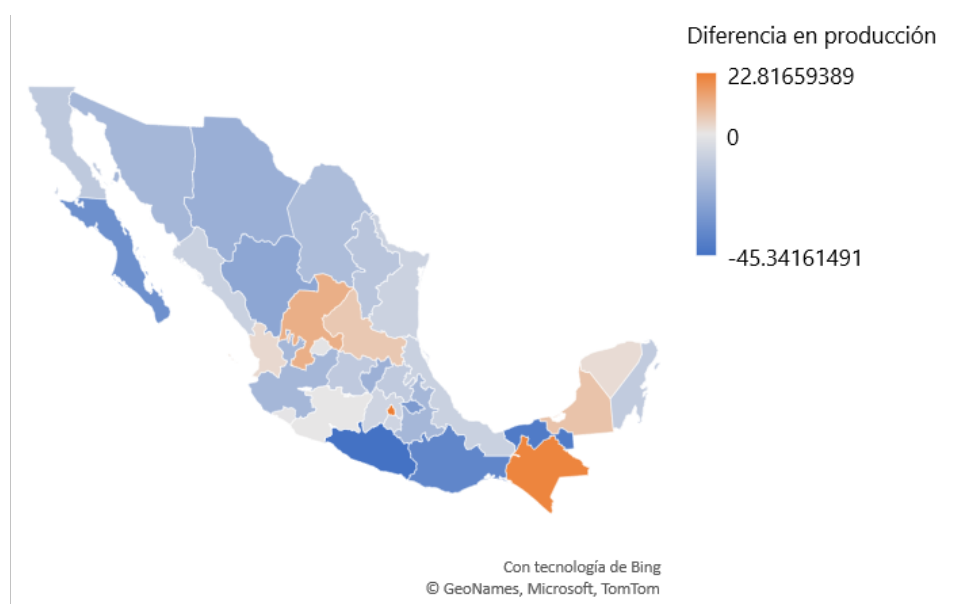 Diferencia en producción
22.81659389
0
-45.34161491
Con tecnología de Bing
© GeoNames, Microsoft, TomTom